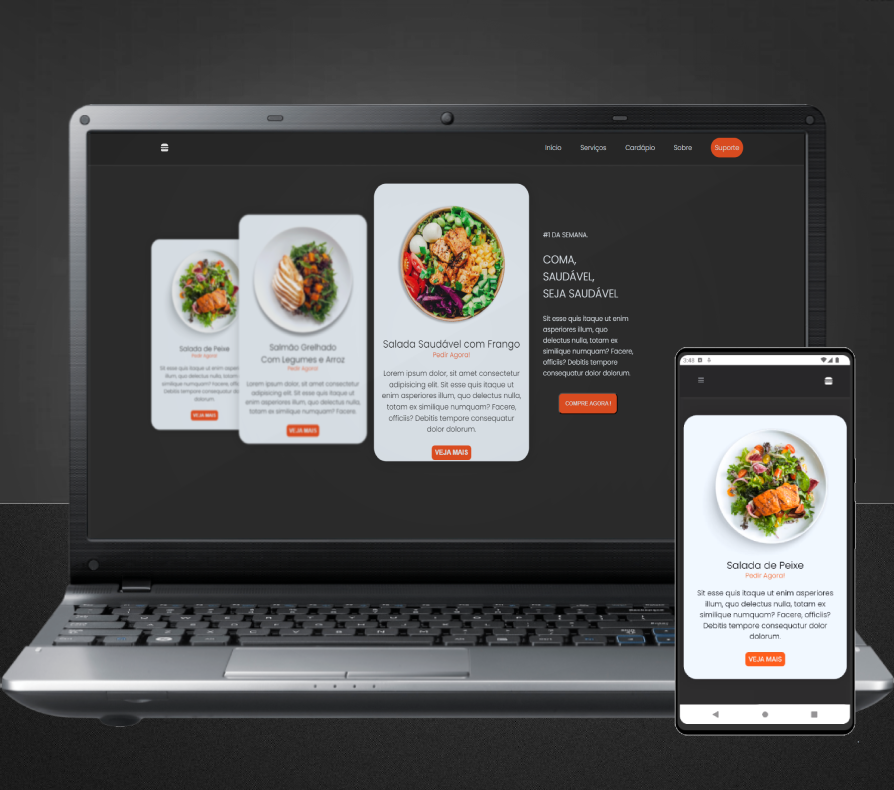 Início Serviços Cardápio Sobre Suporte
Salada de Peixe
Pedir Agora!
Sit esse quis itaque ut enim asperiores
illum, quo delectus nulla, totam ex
similique numquam? Facere,
Debitis tempore consequatur
dolorum.
VEJA MAIS
Salmão Grelhado
Com Legumes e Arroz
Pedir Agora!
Lorem ipsum dolor, sit amet consectetur
adipisicing elit. Sit esse quis itaque ut
enim asperiores illum, quo delectus nulla,
totam ex similique numquam? Facere.
VEJA MAIS
Salada Saudável com Frango
Pedir Agora!
Lorem ipsum dolor, sit amet consectetur
adipisicing elit. Sit esse quis itaque ut
enim asperiores illum, quo delectus nulla,
totam ex similique numquam? Facere,
officiis? Debitis tempore consequatur
dolor dolorum.
VEJA MAIS
#1 DA SEMANA.
COMA,
SAUDÁVEL,
SEJA SAUDÁVEL
Sit esse quis itaque ut enim
asperiores illum, quo
delectus nulla, totam ex
similique numquam? Facere,
officiis? Debitis tempore
consequatur dolor dolorum.
COMPRE AGORA !
3:40
Salada de Peixe
Pedir Agora!
Sit esse quis itaque ut enim asperiores
illum, quo delectus nulla, totam ex
similique numquam? Facere, officiis?
Debitis tempore consequatur dolor
dolorum.
VEJA MAIS